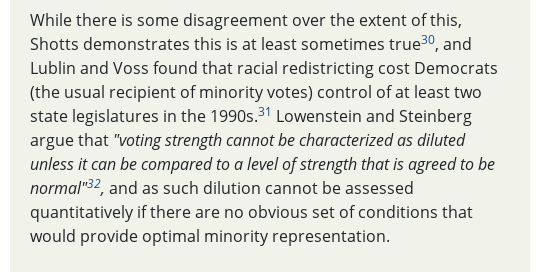 While there is some disagreement over the extent of this,
Shotts demonstrates this is at least sometimes true30, and
Lublin and Voss found that racial redistricting cost Democrats
(the usual recipient of minority votes) control of at least two
state legislatures in the 1990s.31 Lowenstein and Steinberg
argue that "voting strength cannot be characterized as diluted
unless it can be compared to a level of strength that is agreed to be
normal"32, and as such dilution cannot be assessed
quantitatively if there are no obvious set of conditions that
would provide optimal minority representation.